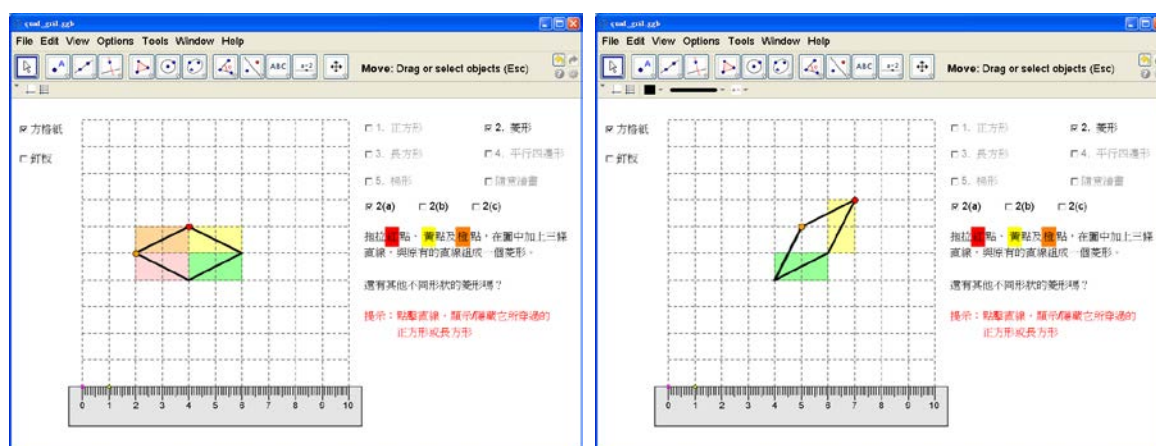 quad_grid.ggb
File Edit View Options Tools Window Help
A
ABC
a=2
Move: Drag or select objects (Esc)
方格紙
釘板
1. 正方形
2. 菱形
3. 長方形
4. 平行四邊形
5. 梯形
隨意繪畫
2(a) 2(b) 2(c)
拖拉紅點、黃點及橙點,在圖中加上三條
直線,與原有的直線組成一個菱形。
還有其他不同形狀的菱形嗎?
提示:點擊直線,顯示/隱藏它所穿過的
正方形或長方形
0 1 2 3 4 5 6 7 8 9 10
quad_grid.ggb
File Edit View Options Tools Window Help
A
ABC
a=2
Move: Drag or select objects (Esc)
方格紙
釘板
1. 正方形
2. 菱形
3. 長方形
4. 平行四邊形
5. 梯形
隨意繪畫
2(a) 2(b) 2(c)
拖拉紅點、黃點及橙點,在圖中加上三條
直線,與原有的直線組成一個菱形。
還有其他不同形狀的菱形嗎?
提示:點擊直線,顯示/隱藏它所穿過的
正方形或長方形
0 1 2 3 4 5 6 7 8 9 10